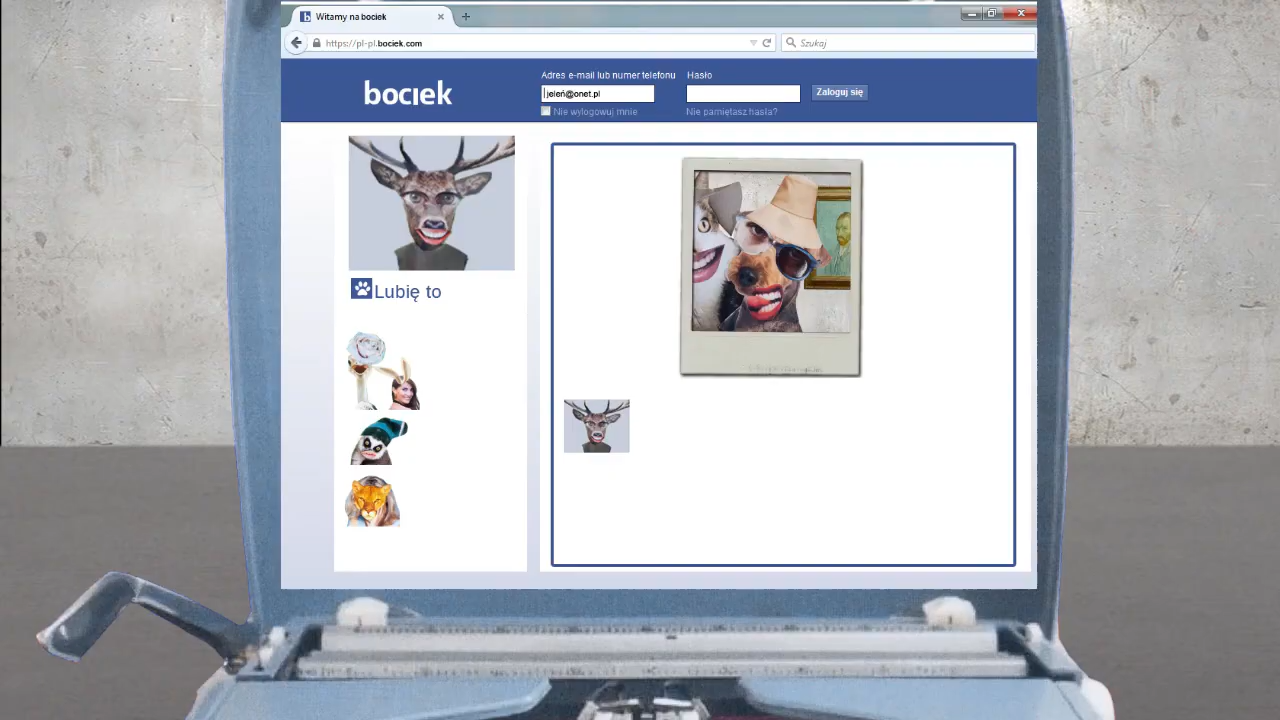 Witamy na bociek
https://pl-pl.bociek.com
Szukaj
bociek
Adres e-mail lub numer telefonu
Hasło
jeleń@onet.pl
Zaloguj się
Nie wylogowuj mnie
Nie pamiętasz hasła?
Lubię to